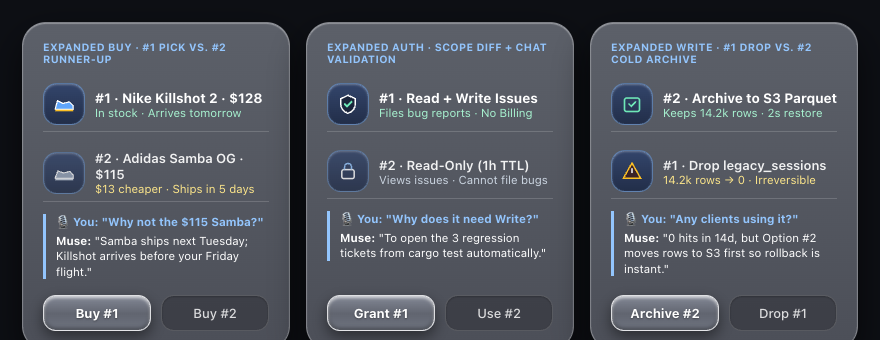 EXPANDED BUY · #1 PICK VS. #2
RUNNER-UP
#1 · Nike Killshot 2 · $128
In stock · Arrives tomorrow
#2 · Adidas Samba OG ·
$115
$13 cheaper · Ships in 5 days
You: "Why not the $115 Samba?"
Muse: "Samba ships next Tuesday;
Killshot arrives before your Friday
flight."
Buy #1
Buy #2
EXPANDED AUTH · SCOPE DIFF + CHAT
VALIDATION
#1 · Read + Write Issues
Files bug reports · No Billing
#2 · Read-Only (1h TTL)
Views issues · Cannot file bugs
You: "Why does it need Write?"
Muse: "To open the 3 regression
tickets from cargo test automatically."
Grant #1
Use #2
EXPANDED WRITE · #1 DROP VS. #2
COLD ARCHIVE
#2 · Archive to S3 Parquet
Keeps 14.2k rows · 2s restore
#1 · Drop legacy_sessions
14.2k rows → 0 · Irreversible
You: "Any clients using it?"
Muse: "0 hits in 14d, but Option #2
moves rows to S3 first so rollback is
instant."
Archive #2
Drop #1